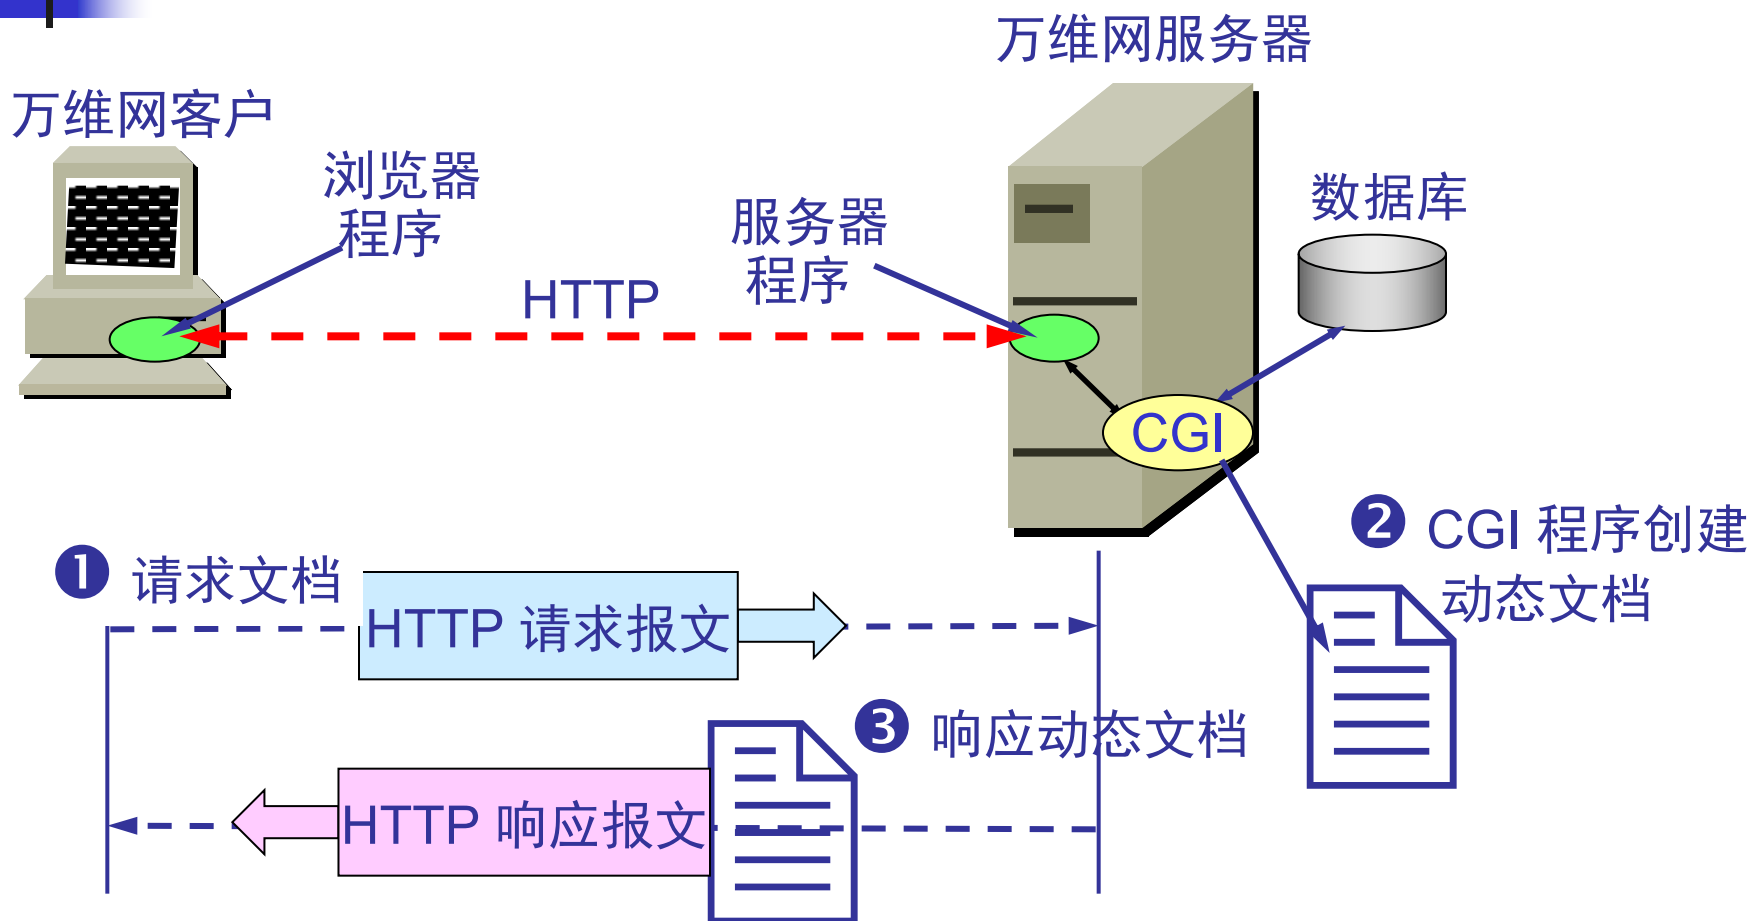 万维网服务器
万维网客户
浏览器
程序
服务器
程序
数据库
HTTP
CGI
❷ CGI 程序创建
动态文档
❶ 请求文档
HTTP 请求报文
❸ 响应动态文档
HTTP 响应报文